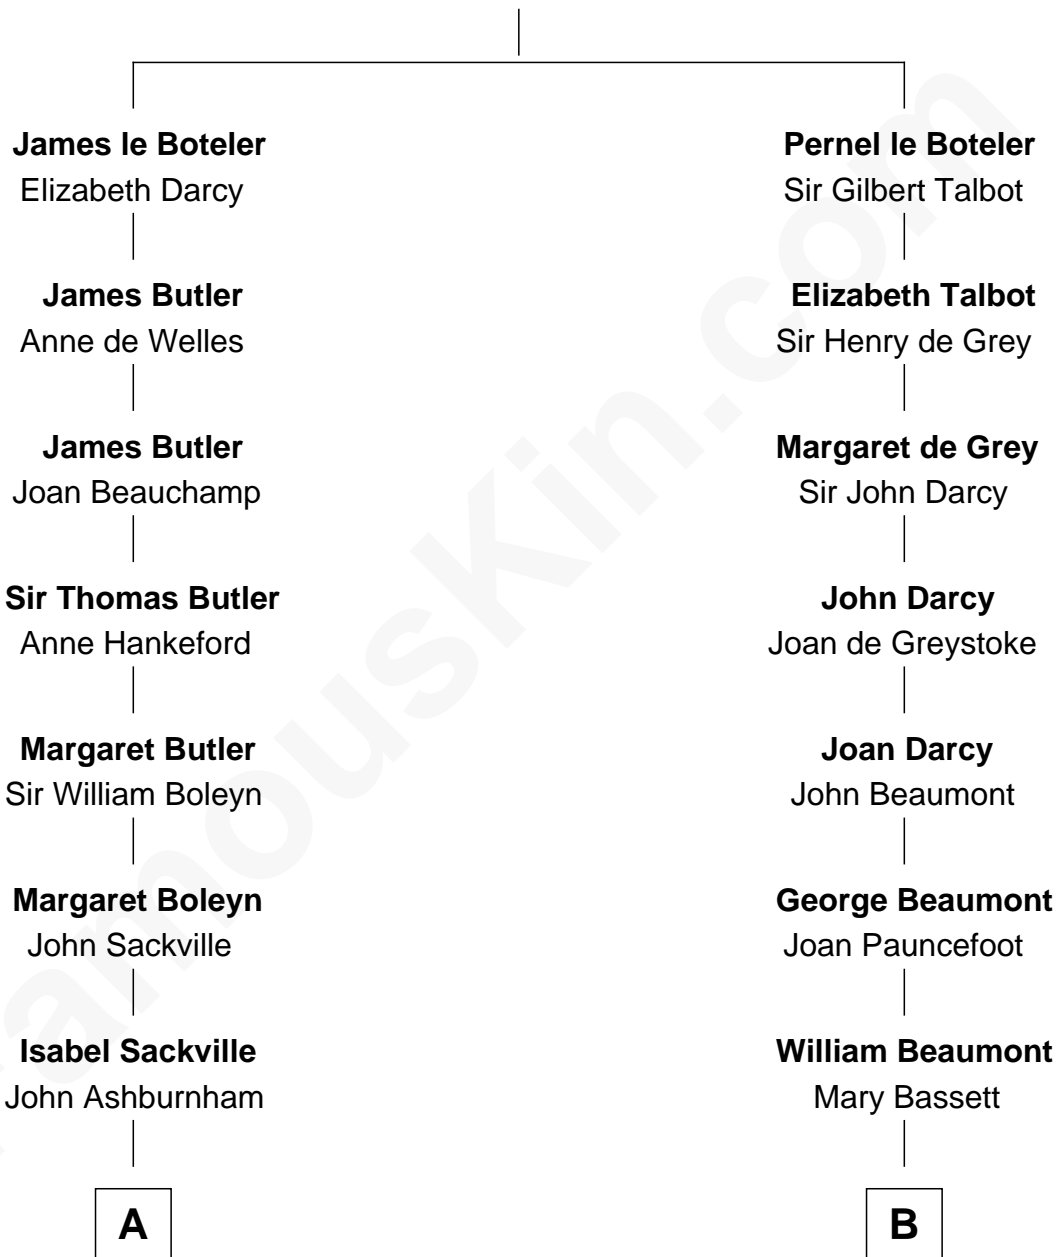 James le Boteler
Elizabeth Darcy
James Butler
Anne de Welles
James Butler
Joan Beauchamp
Sir Thomas Butler
Anne Hankeford
Margaret Butler
Sir William Boleyn
Margaret Boleyn
John Sackville
Isabel Sackville
John Ashburnham
A
Pernel le Boteler
Sir Gilbert Talbot
Elizabeth Talbot
Sir Henry de Grey
Margaret de Grey
Sir John Darcy
John Darcy
Joan de Greystoke
Joan Darcy
John Beaumont
George Beaumont
Joan Pauncefoot
William Beaumont
Mary Bassett
B
FamousKin.com